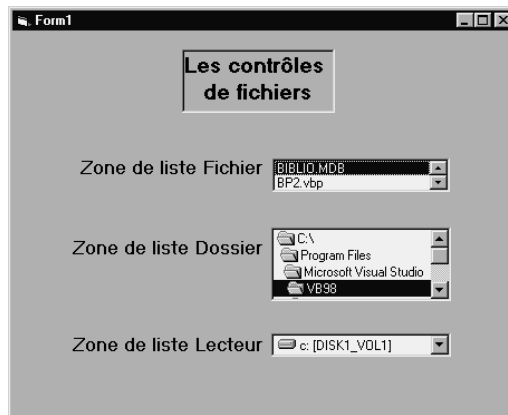 Form1
Les contrôles
de fichiers
Zone de liste Fichier
BIBLIO.MDB
BP2.vbp
Zone de liste Dossier
C:\
Program Files
Microsoft Visual Studio
VB98
Zone de liste Lecteur
c: [DISK1_VOL1]